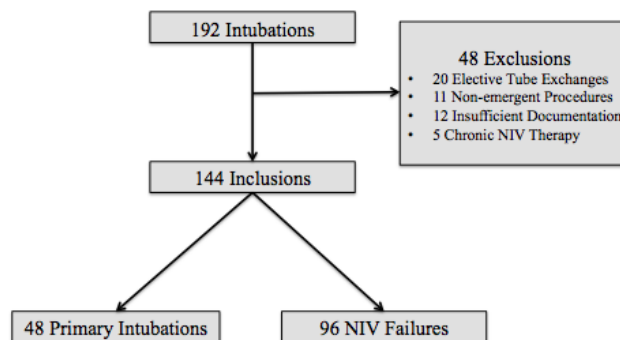 192 Intubations
48 Exclusions
• 20 Elective Tube Exchanges
• 11 Non-emergent Procedures
• 12 Insufficient Documentation
• 5 Chronic NIV Therapy
144 Inclusions
48 Primary Intubations
96 NIV Failures